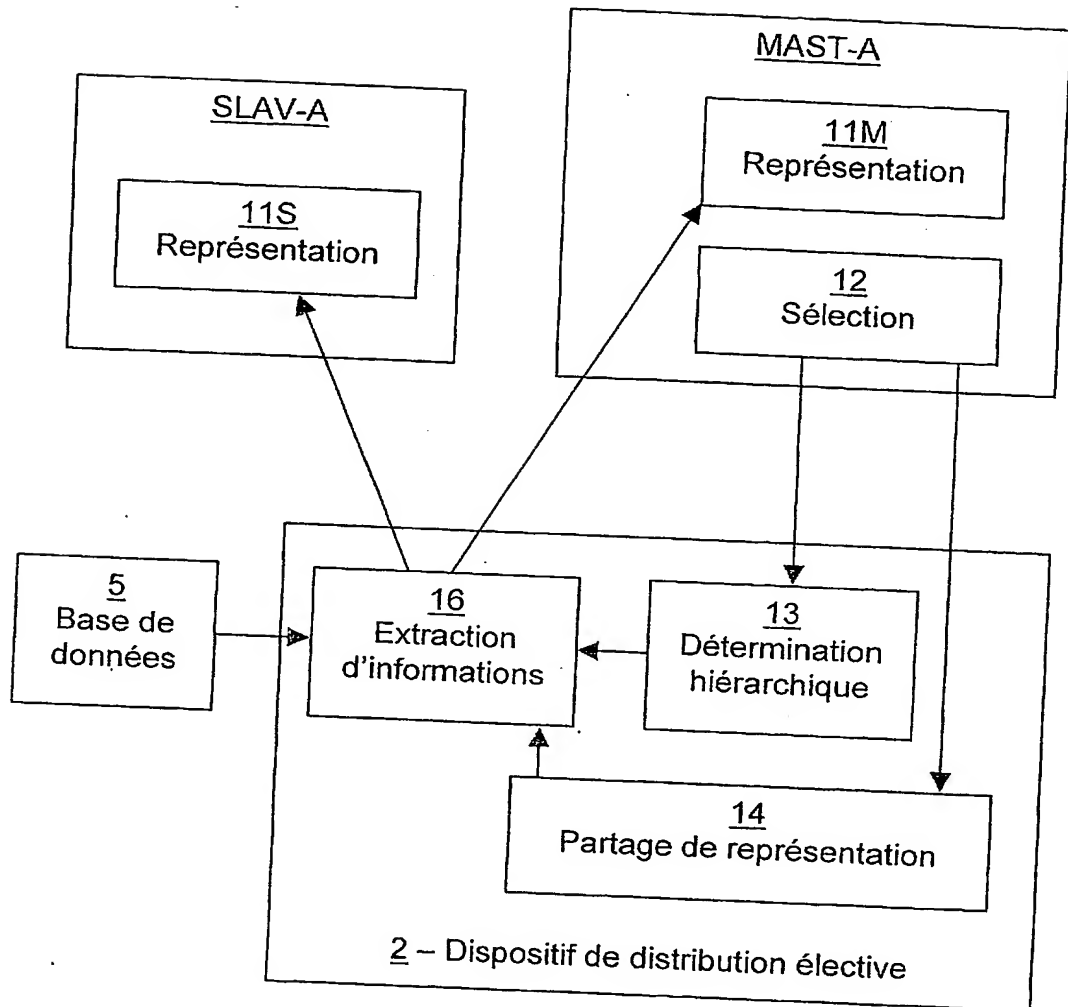 MAST-A
SLAV-A
11M
Représentation
11S
Représentation
12
Sélection
5
Base de
données
16
Extraction
d'informations
13
Détermination
hiérarchique
14
Partage de représentation
2 – Dispositif de distribution élective